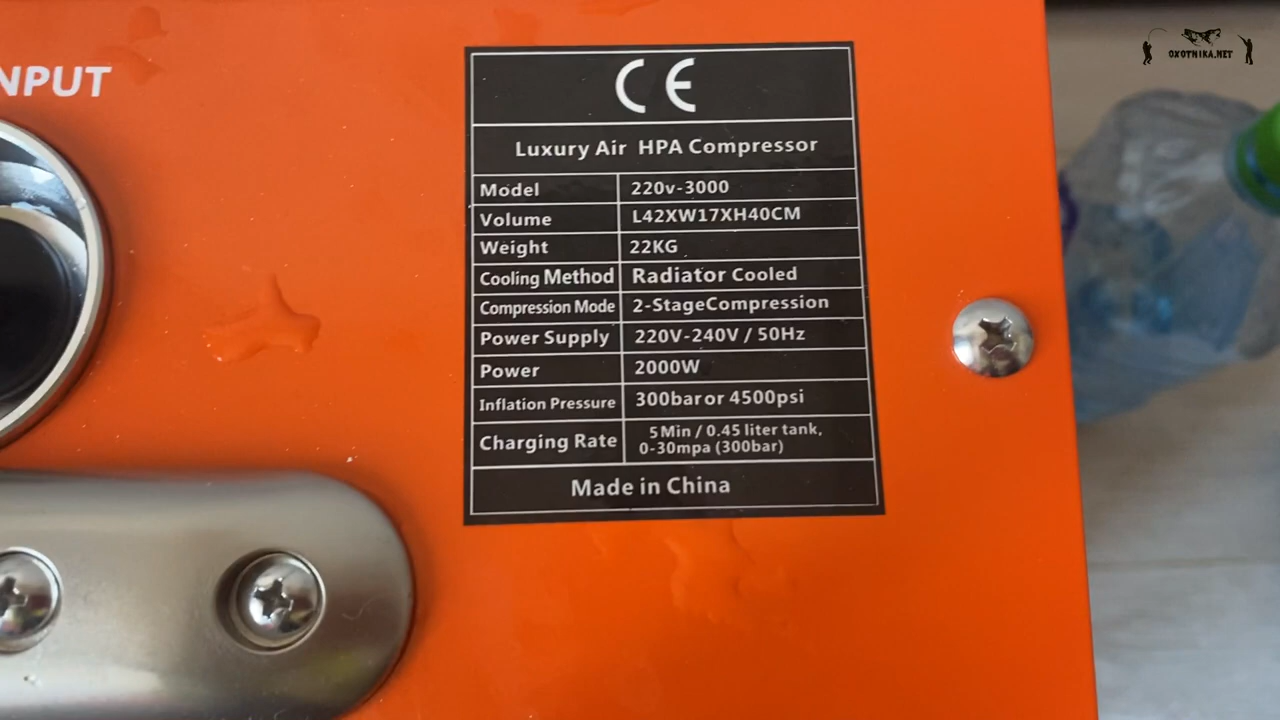 NPUT
OXOTNIKA.NET
CE
Luxury Air HPA Compressor
Model 220v-3000
Volume L42XW17XH40CM
Weight 22KG
Cooling Method Radiator Cooled
Compression Mode 2-StageCompression
Power Supply 220V-240V / 50Hz
Power 2000W
Inflation Pressure 300bar or 4500psi
Charging Rate 5Min / 0.45 liter tank,
0-30mpa (300bar)
Made in China